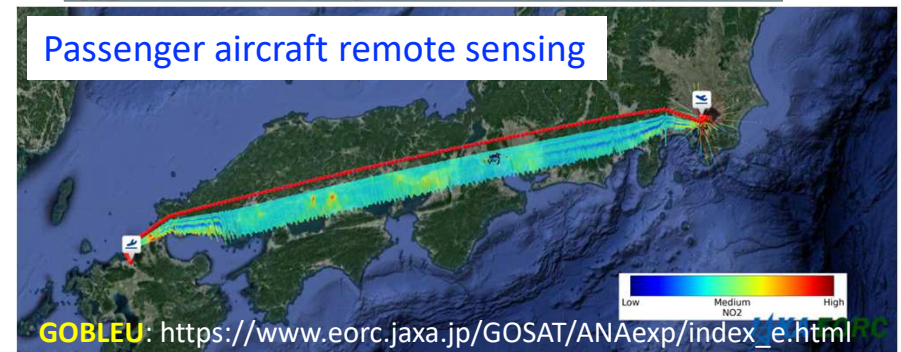 Passenger aircraft remote sensing
Low Medium High
NO2
GOBLEU: https://www.eorc.jaxa.jp/GOSAT/ANAexp/index_e.html